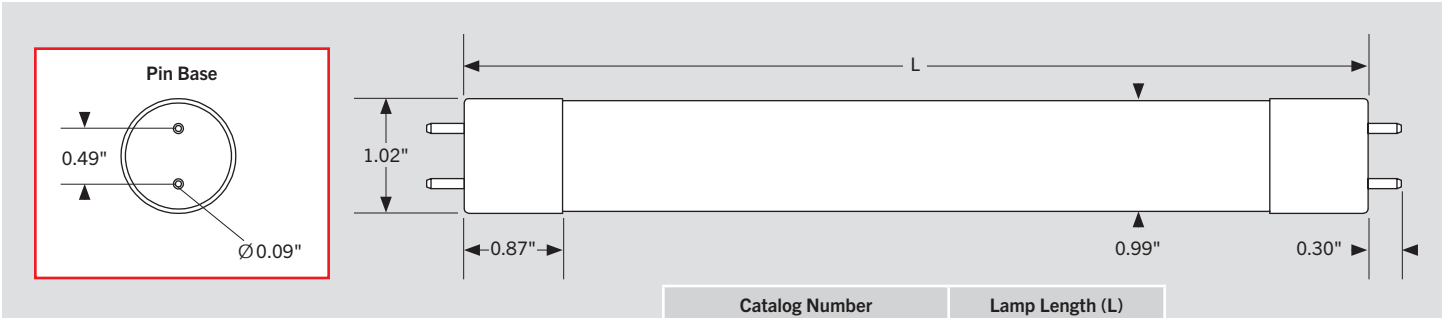 Pin Base
0.49"
Ø0.09"
L
1.02"
0.87"
0.99"
0.30"
Catalog Number
Lamp Length (L)